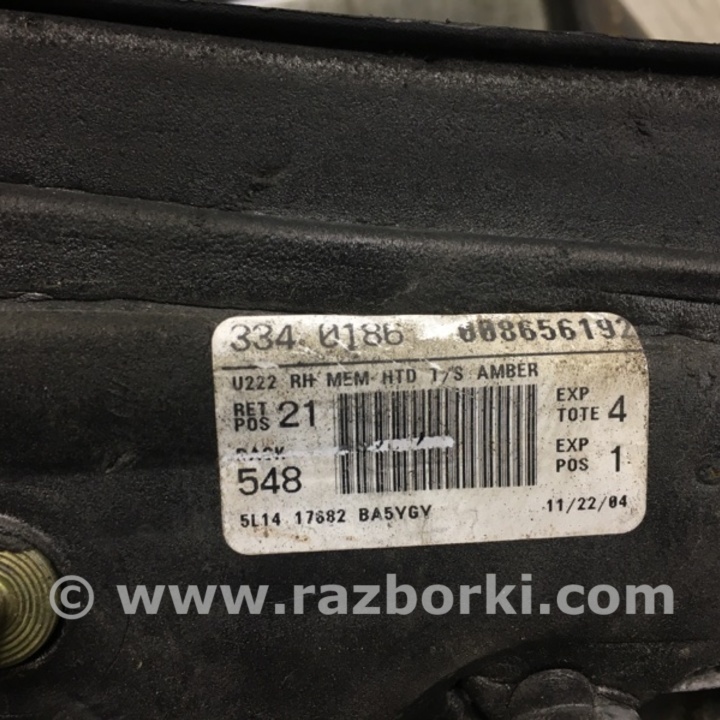 334 0186 008656192
U222 RH MEM HTD T/S AMBER
RET POS 21
EXP TOTE 4
RACK
548
EXP POS 1
5L14 17682 BA5YGV 11/22/04
© www.razborki.com